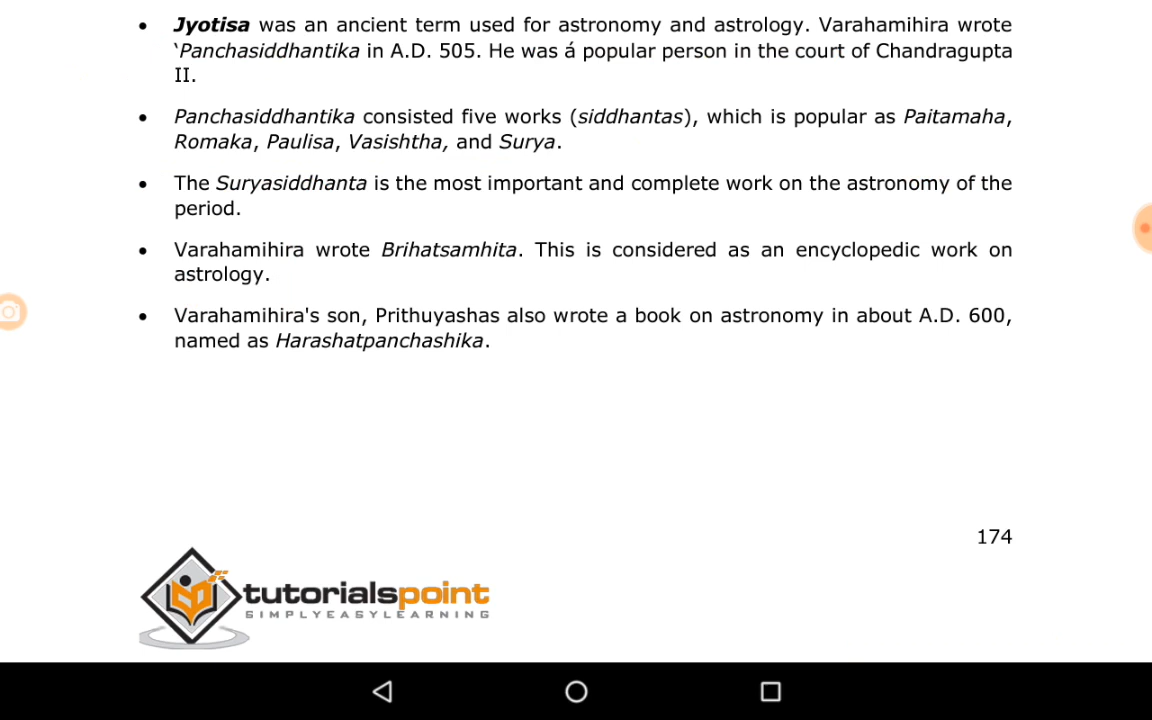 • Jyotisa was an ancient term used for astronomy and astrology. Varahamihira wrote
‘Panchasiddhantika in A.D. 505. He was á popular person in the court of Chandragupta
II.
• Panchasiddhantika consisted five works (siddhantas), which is popular as Paitamaha,
Romaka, Paulisa, Vasishtha, and Surya.
• The Suryasiddhanta is the most important and complete work on the astronomy of the
period.
• Varahamihira wrote Brihatsamhita. This is considered as an encyclopedic work on
astrology.
• Varahamihira's son, Prithuyashas also wrote a book on astronomy in about A.D. 600,
named as Harashatpanchashika.
174
tutorialspoint
SIMPLYEASYLEARNING